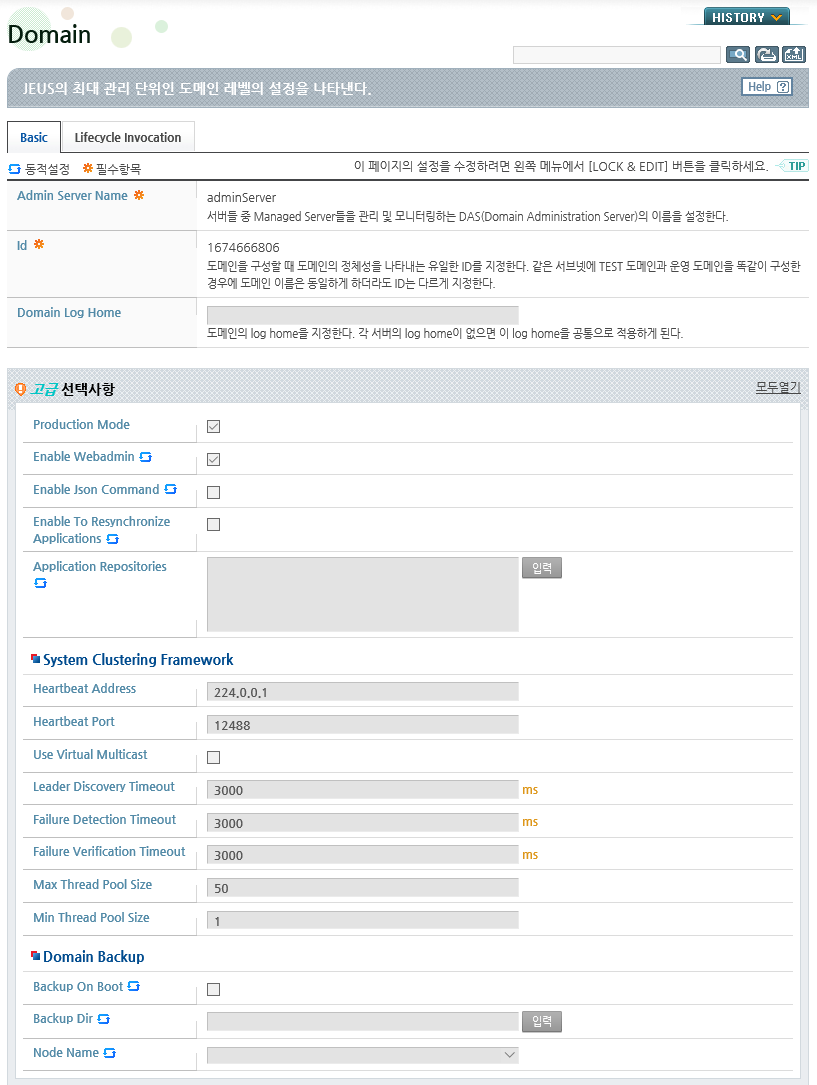 Domain
HISTORY
XML
JEUS의 최대 관리 단위인 도메인 레벨의 설정을 나타낸다.
Help ?
Basic
Lifecycle Invocation
동적설정 필수항목
이 페이지의 설정을 수정하려면 왼쪽 메뉴에서 [LOCK & EDIT] 버튼을 클릭하세요. TIP
Admin Server Name
adminServer
서버들 중 Managed Server들을 관리 및 모니터링하는 DAS(Domain Administration Server)의 이름을 설정한다.
Id
1674666806
도메인을 구성할 때 도메인의 정체성을 나타내는 유일한 ID를 지정한다. 같은 서브넷에 TEST 도메인과 운영 도메인을 똑같이 구성한
경우에 도메인 이름은 동일하게 하더라도 ID는 다르게 지정한다.
Domain Log Home
도메인의 log home을 지정한다. 각 서버의 log home이 없으면 이 log home을 공통으로 적용하게 된다.
고급 선택사항
모두열기
Production Mode
Enable Webadmin
Enable Json Command
Enable To Resynchronize
Applications
Application Repositories
입력
System Clustering Framework
Heartbeat Address
224.0.0.1
Heartbeat Port
12488
Use Virtual Multicast
Leader Discovery Timeout
3000 ms
Failure Detection Timeout
3000 ms
Failure Verification Timeout
3000 ms
Max Thread Pool Size
50
Min Thread Pool Size
1
Domain Backup
Backup On Boot
Backup Dir
입력
Node Name